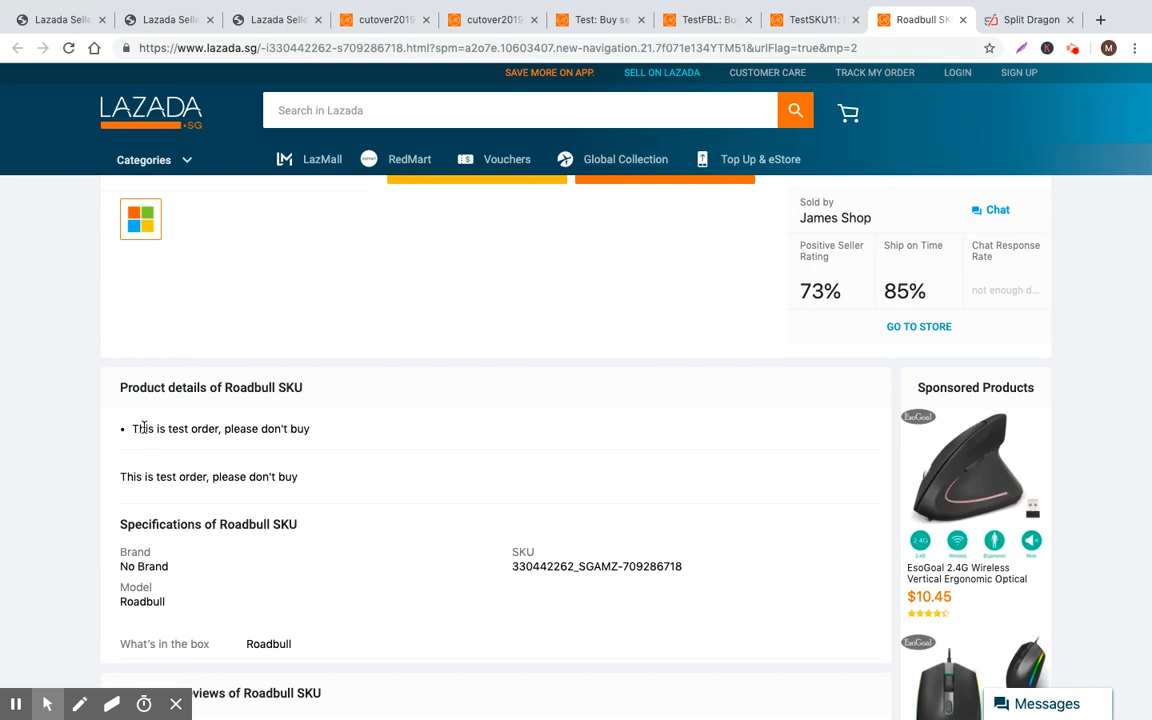 Lazada Selle
Lazada Selle
Lazada Selle
cutover2019
cutover2019
Test: Buy se
TestFBL: Bu
TestSKU11: I
Roadbull SK
Split Dragon
https://www.lazada.sg/-i330442262-s709286718.html?spm=a2o7e.10603407.new-navigation.21.7f071e134YTM51&urlFlag=true&mp=2
K
M
SAVE MORE ON APP.
SELL ON LAZADA
CUSTOMER CARE
TRACK MY ORDER
LOGIN
SIGN UP
LAZADA
.SG
Search in Lazada
Categories
LazMall
RedMart
Vouchers
Global Collection
Top Up & eStore
Sold by
James Shop
Chat
Positive Seller Rating
Ship on Time
Chat Response Rate
73%
85%
not enough d...
GO TO STORE
Product details of Roadbull SKU
• This is test order, please don't buy
This is test order, please don't buy
Specifications of Roadbull SKU
Brand
No Brand
SKU
330442262_SGAMZ-709286718
Model
Roadbull
What's in the box
Roadbull
views of Roadbull SKU
Sponsored Products
EsoGoal
EsoGoal 2.4G Wireless
Vertical Ergonomic Optical
$10.45
EsoGoal
Messages